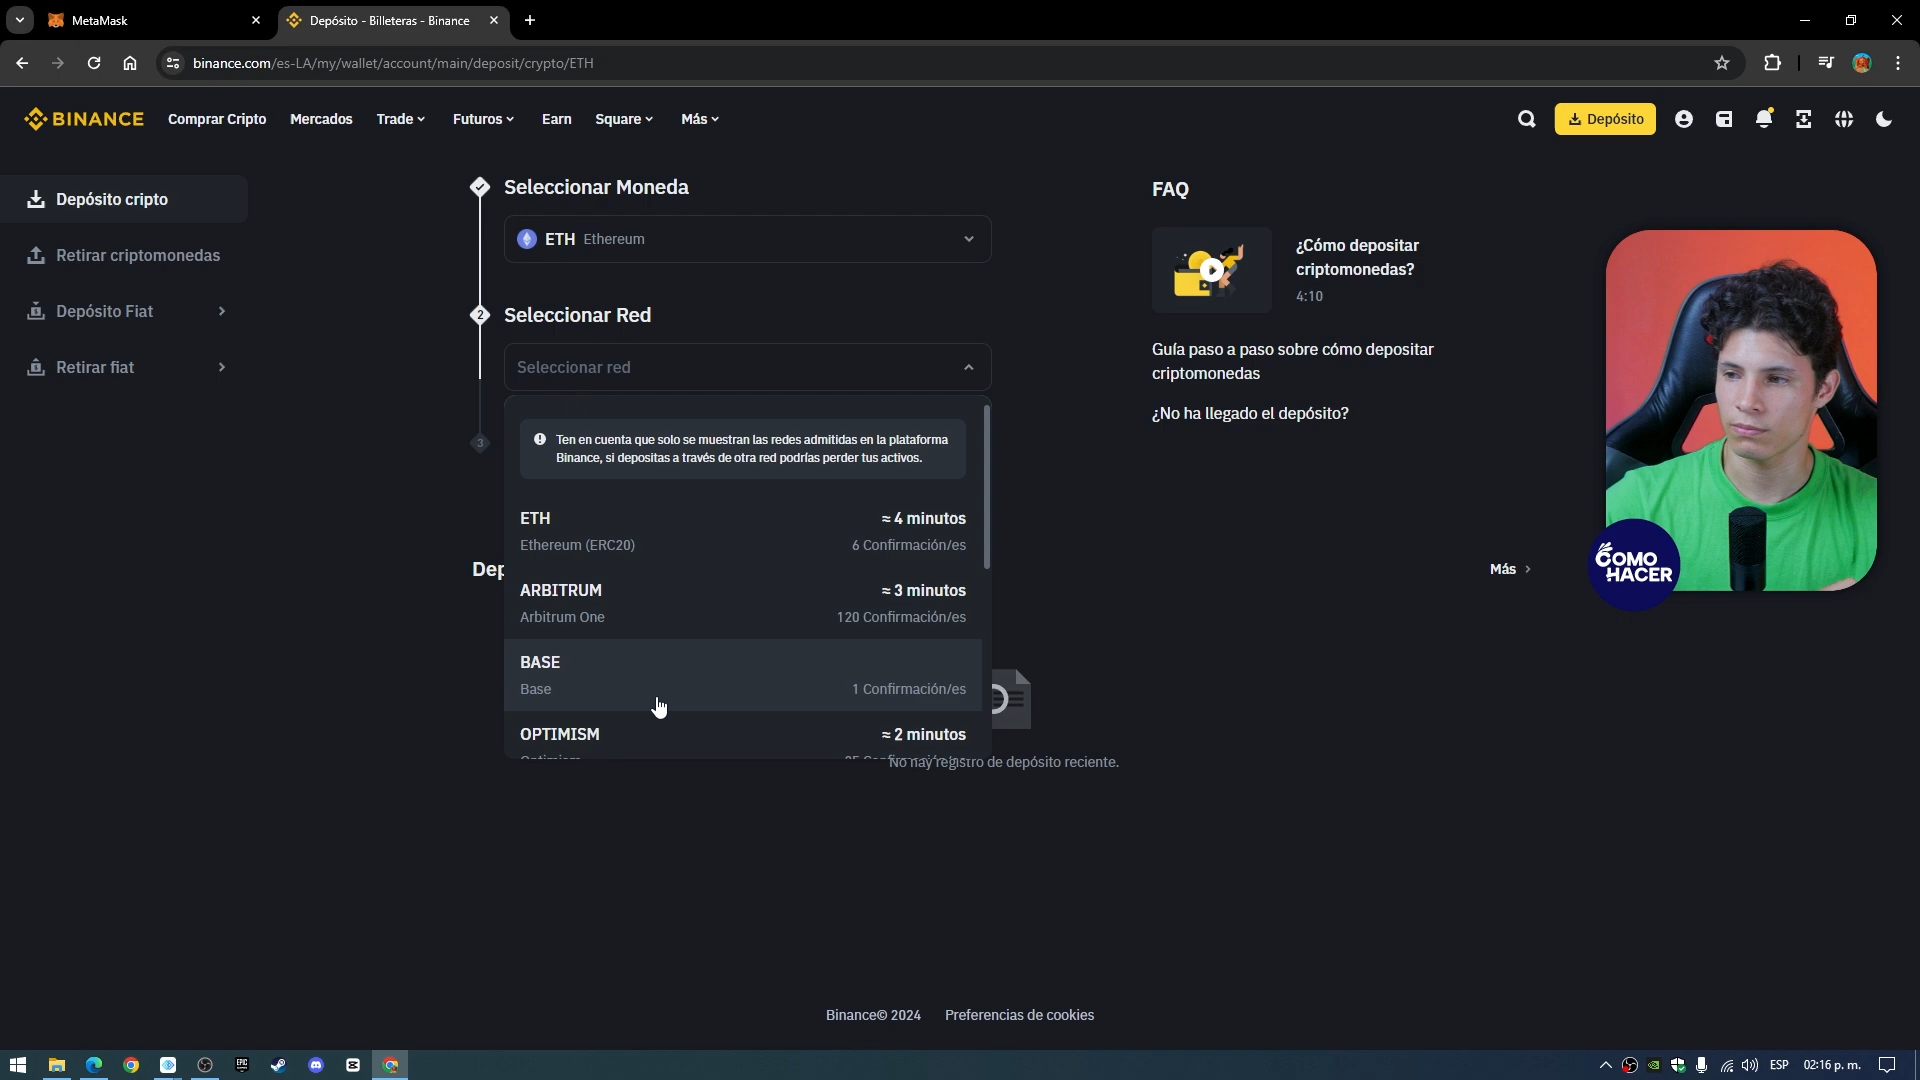 MetaMask
Depósito - Billeteras - Binance
binance.com/es-LA/my/wallet/account/main/deposit/crypto/ETH
BINANCE
Comprar Cripto
Mercados
Trade
Futuros
Earn
Square
Más
Depósito
Depósito cripto
Retirar criptomonedas
Depósito Fiat
Retirar fiat
Seleccionar Moneda
ETH Ethereum
2 Seleccionar Red
Seleccionar red
3
Ten en cuenta que solo se muestran las redes admitidas en la plataforma
Binance, si depositas a través de otra red podrías perder tus activos.
ETH ≈ 4 minutos
Ethereum (ERC20) 6 Confirmación/es
ARBITRUM ≈ 3 minutos
Arbitrum One 120 Confirmación/es
BASE
Base 1 Confirmación/es
OPTIMISM ≈ 2 minutos
Dep
Más
No hay registro de depósito reciente.
FAQ
¿Cómo depositar
criptomonedas?
4:10
Guía paso a paso sobre cómo depositar
criptomonedas
¿No ha llegado el depósito?
CÓMO
HACER
Binance© 2024
Preferencias de cookies
EPIC
ESP
02:16 p. m.